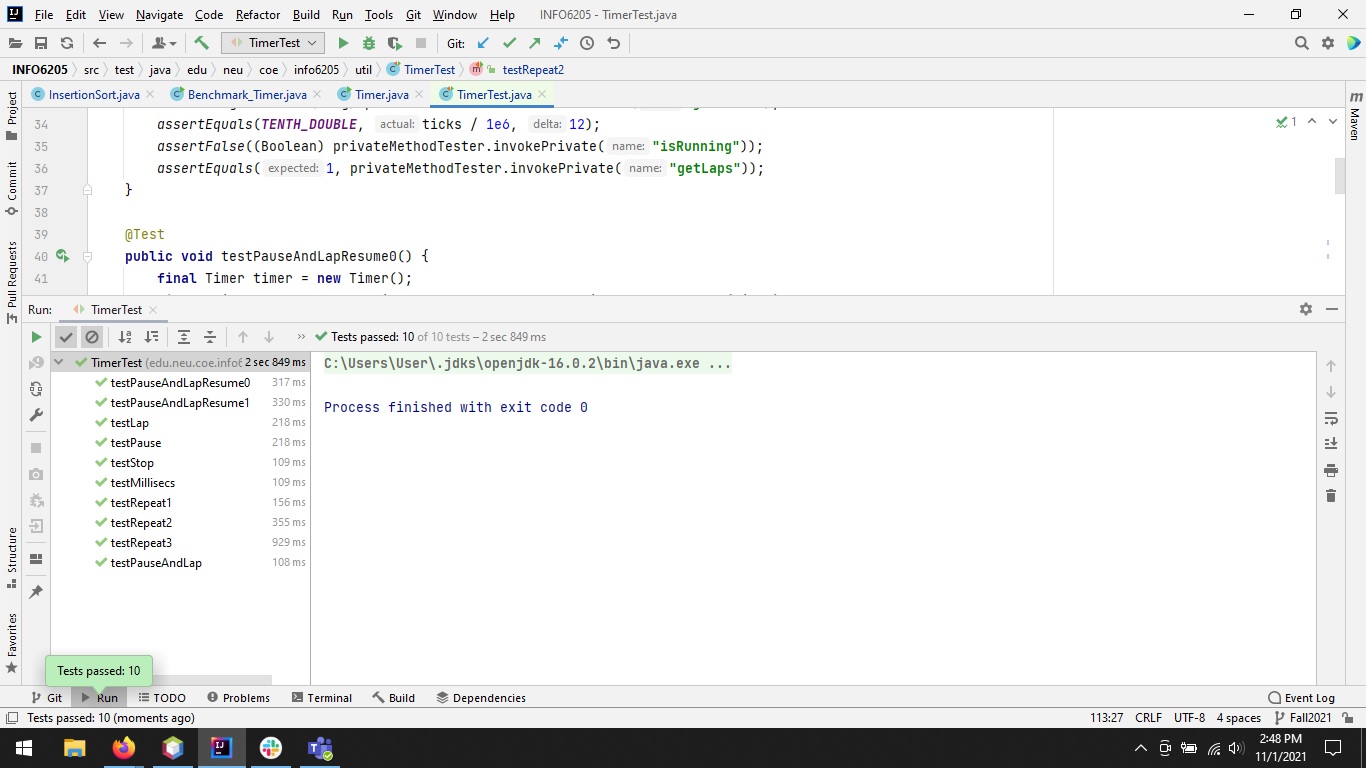 File Edit View Navigate Code Refactor Build Run Tools Git Window Help INFO6205 - TimerTest.java
TimerTest Git:
INFO6205 src test java edu neu coe info6205 util TimerTest testRepeat2
InsertionSort.java Benchmark_Timer.java Timer.java TimerTest.java
Project
Commit
Pull Requests
Structure
Favorites
Maven
34 assertEquals(TENTH_DOUBLE, actual: ticks / 1e6, delta: 12);
1
35 assertFalse((Boolean) privateMethodTester.invokePrivate( name: "isRunning"));
36 assertEquals( expected: 1, privateMethodTester.invokePrivate( name: "getLaps"));
37 }
38
39 @Test
40 public void testPauseAndLapResume0() {
41 final Timer timer = new Timer();
Run: TimerTest
Tests passed: 10 of 10 tests – 2 sec 849 ms
TimerTest (edu.neu.coe.info6 2 sec 849 ms
testPauseAndLapResume0 317 ms
testPauseAndLapResume1 330 ms
testLap 218 ms
testPause 218 ms
testStop 109 ms
testMillisecs 109 ms
testRepeat1 156 ms
testRepeat2 355 ms
testRepeat3 929 ms
testPauseAndLap 108 ms
C:\Users\User\.jdks\openjdk-16.0.2\bin\java.exe ...
Process finished with exit code 0
Tests passed: 10
Git Run TODO Problems Terminal Build Dependencies Event Log
Tests passed: 10 (moments ago) 113:27 CRLF UTF-8 4 spaces Fall2021
2:48 PM
11/1/2021